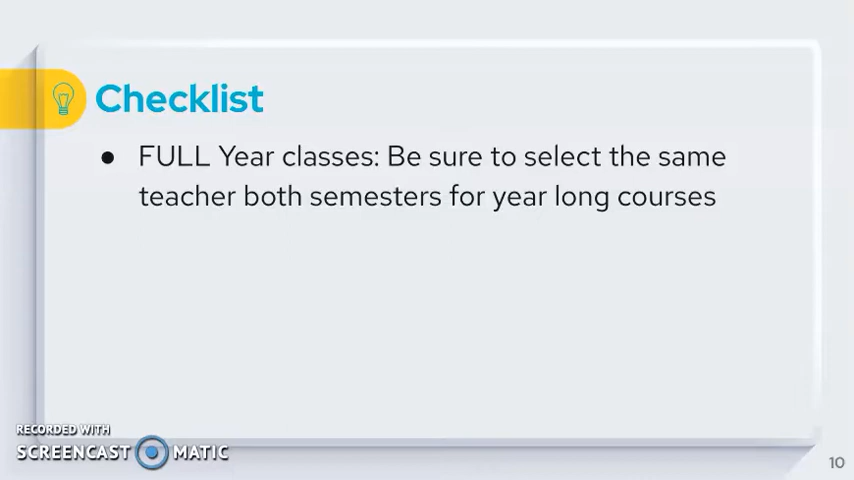 Checklist
● FULL Year classes: Be sure to select the same
teacher both semesters for year long courses
RECORDED WITH
SCREENCAST MATIC
10